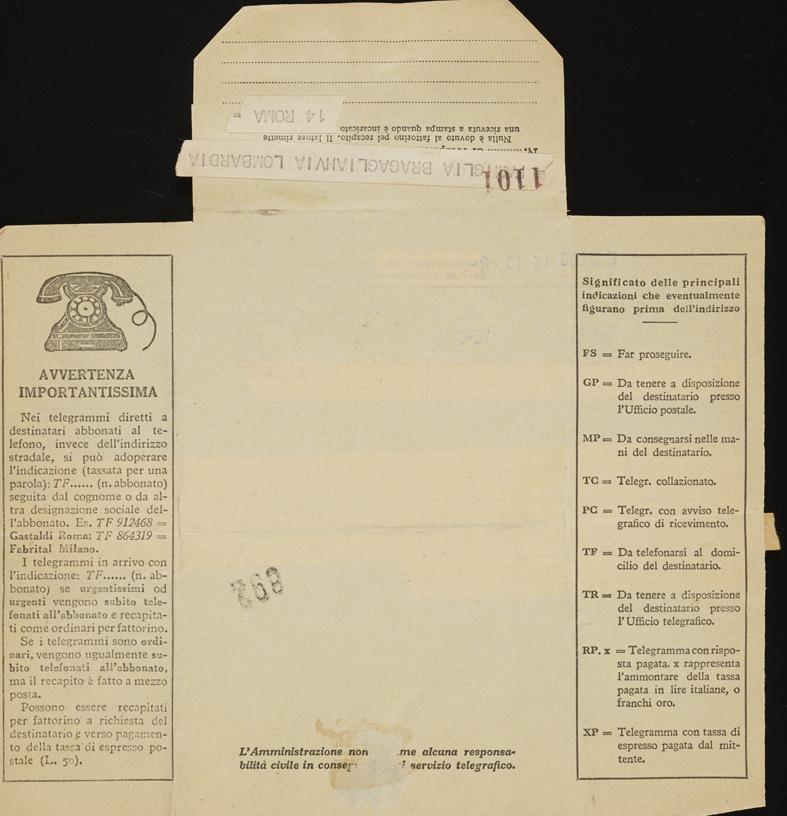 14 ROMA
una ricevuta a stampa quando è incaricato
Nulla è dovuto al fattorino pel recapito. Il latore rimette
BRAGAGLIA VIA LOMBARDIA
1101
AVVERTENZA
IMPORTANTISSIMA
Nei telegrammi diretti a
destinatari abbonati al te-
lefono, invece dell'indirizzo
stradale, si può adoperare
l'indicazione (tassata per una
parola): TF...... (n. abbonato)
seguita dal cognome o da al-
tra designazione sociale del-
l'abbonato. Es. TF 912468 =
Gastaldi Roma: TF 864319 =
Fabrital Milano.
I telegrammi in arrivo con
l'indicazione: TF...... (n. ab-
bonato) se urgentissimi od
urgenti vengono subito tele-
fonati all'abbonato e recapita-
ti come ordinari per fattorino.
Se i telegrammi sono ordi-
nari, vengono ugualmente su-
bito telefonati all'abbonato,
ma il recapito è fatto a mezzo
posta.
Possono essere recapitati
per fattorino a richiesta del
destinatario e verso pagamen-
to della tassa di espresso po-
stale (L. 50).
L'Amministrazione non me alcuna responsa-
bilità civile in conseg servizio telegrafico.
Significato delle principali
indicazioni che eventualmente
figurano prima dell'indirizzo
FS = Far proseguire.
GP = Da tenere a disposizione
del destinatario presso
l'Ufficio postale.
MP = Da consegnarsi nelle ma-
ni del destinatario.
TC = Telegr. collazionato.
PC = Telegr. con avviso tele-
grafico di ricevimento.
TF = Da telefonarsi al domi-
cilio del destinatario.
TR = Da tenere a disposizione
del destinatario presso
l'Ufficio telegrafico.
RP. x = Telegramma con rispo-
sta pagata. x rappresenta
l'ammontare della tassa
pagata in lire italiane, o
franchi oro.
XP = Telegramma con tassa di
espresso pagata dal mit-
tente.